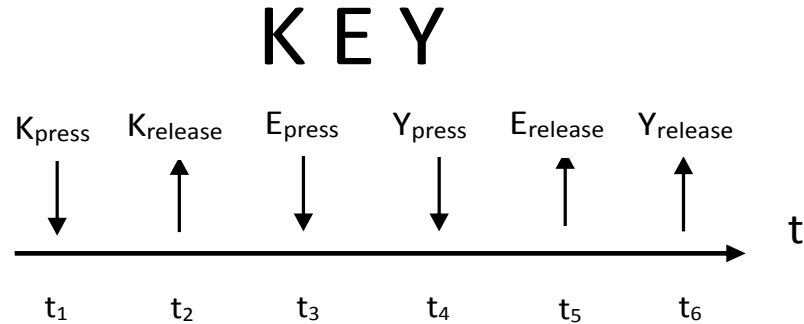 K E Y
Kpress Krelease Epress Ypress Erelease Yrelease
t
t1 t2 t3 t4 t5 t6